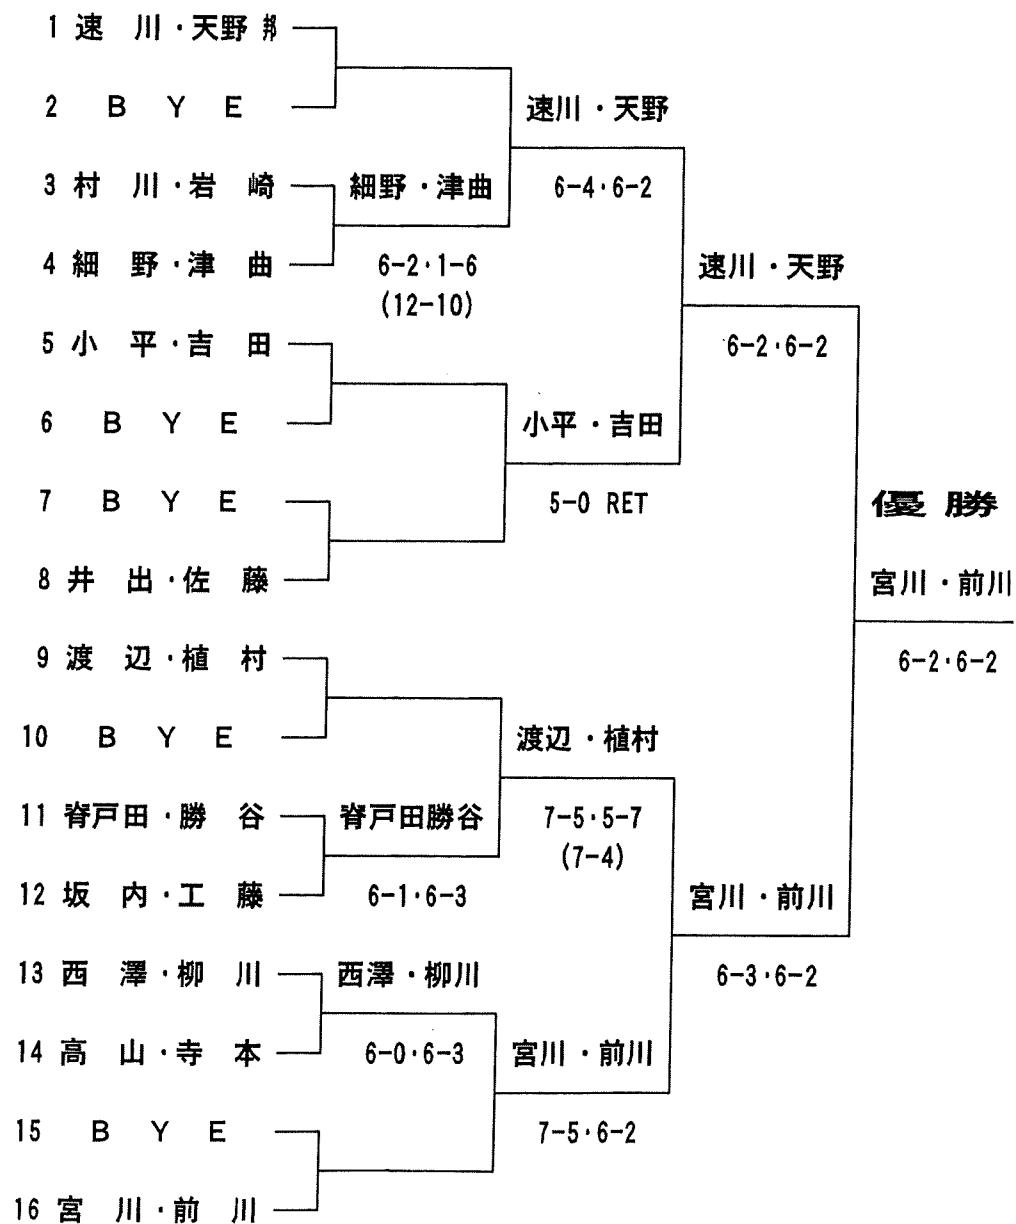 1 速川・天野邦
2 BYE
速川・天野
3 村川・岩崎
細野・津曲
6-4・6-2
4 細野・津曲
6-2・1-6
(12-10)
速川・天野
5 小平・吉田
6-2・6-2
6 BYE
小平・吉田
7 BYE
5-0 RET
優勝
8 井出・佐藤
宮川・前川
9 渡辺・植村
6-2・6-2
10 BYE
渡辺・植村
11 脊戸田・勝谷
脊戸田勝谷
7-5・5-7
(7-4)
12 坂内・工藤
6-1・6-3
宮川・前川
13 西澤・柳川
西澤・柳川
6-3・6-2
14 高山・寺本
6-0・6-3
宮川・前川
15 BYE
7-5・6-2
16 宮川・前川